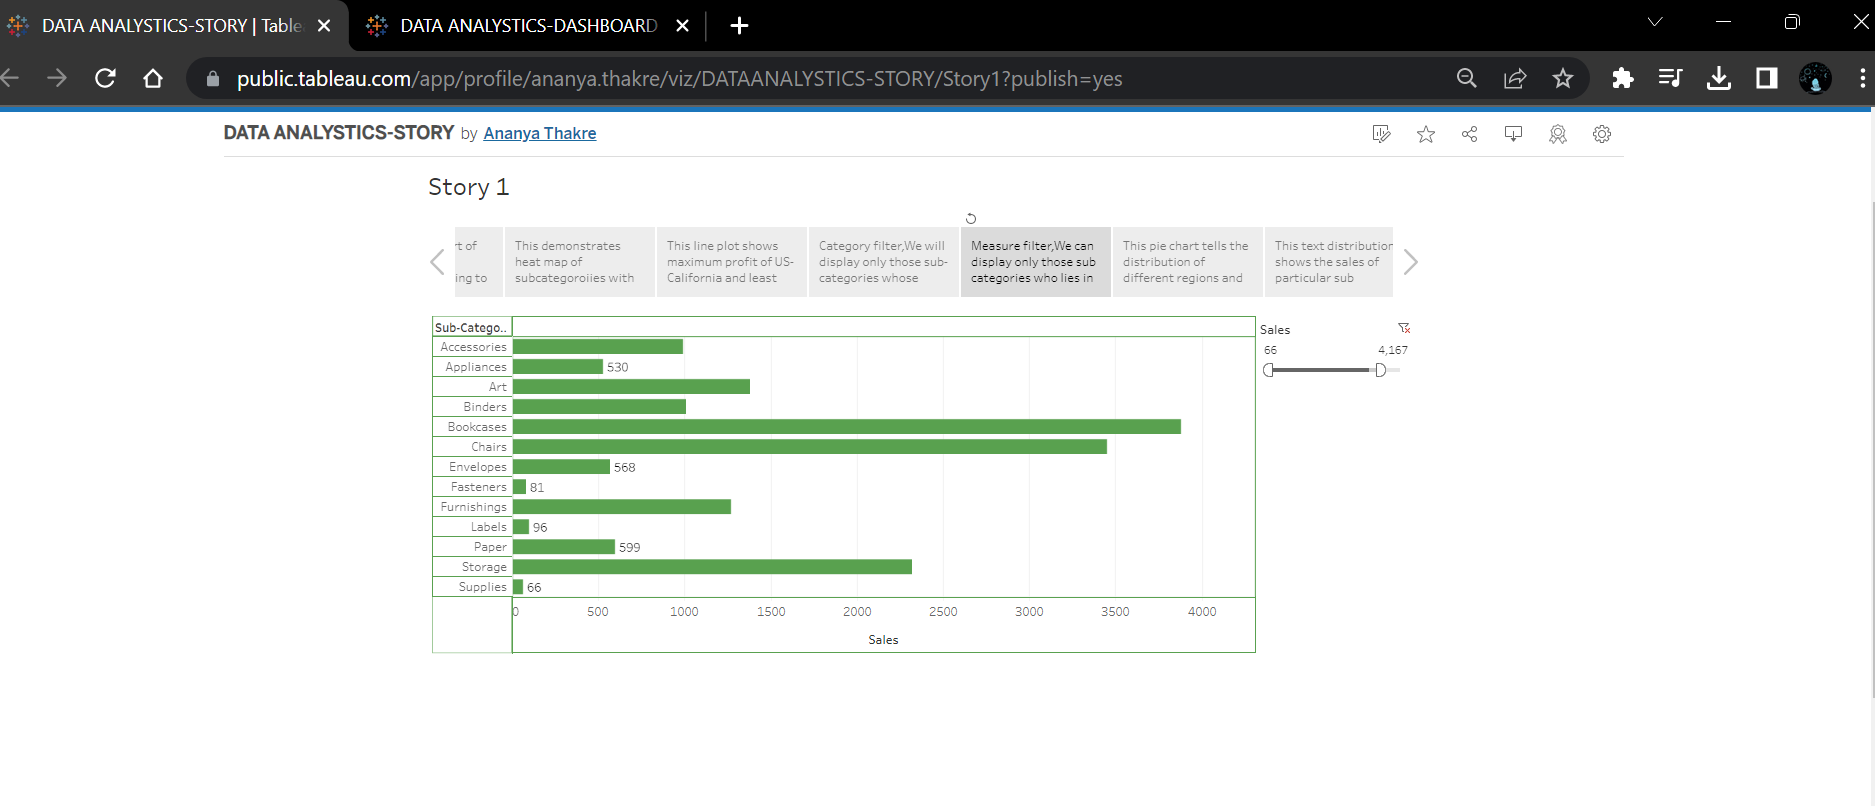 DATA ANALYSTICS-STORY | Table
DATA ANALYSTICS-DASHBOARD
public.tableau.com/app/profile/ananya.thakre/viz/DATAANALYSTICS-STORY/Story1?publish=yes
DATA ANALYSTICS-STORY by Ananya Thakre
Story 1
rt of
ing to
This demonstrates
heat map of
subcategoroiies with
This line plot shows
maximum profit of US-
California and least
Category filter,We will
display only those sub-
categories whose
Measure filter,We can
display only those sub
categories who lies in
This pie chart tells the
distribution of
different regions and
This text distribution
shows the sales of
particular sub
Sub-Catego..
Accessories
Appliances 530
Art
Binders
Bookcases
Chairs
Envelopes 568
Fasteners 81
Furnishings
Labels 96
Paper 599
Storage
Supplies 66
0 500 1000 1500 2000 2500 3000 3500 4000
Sales
Sales
66 4,167